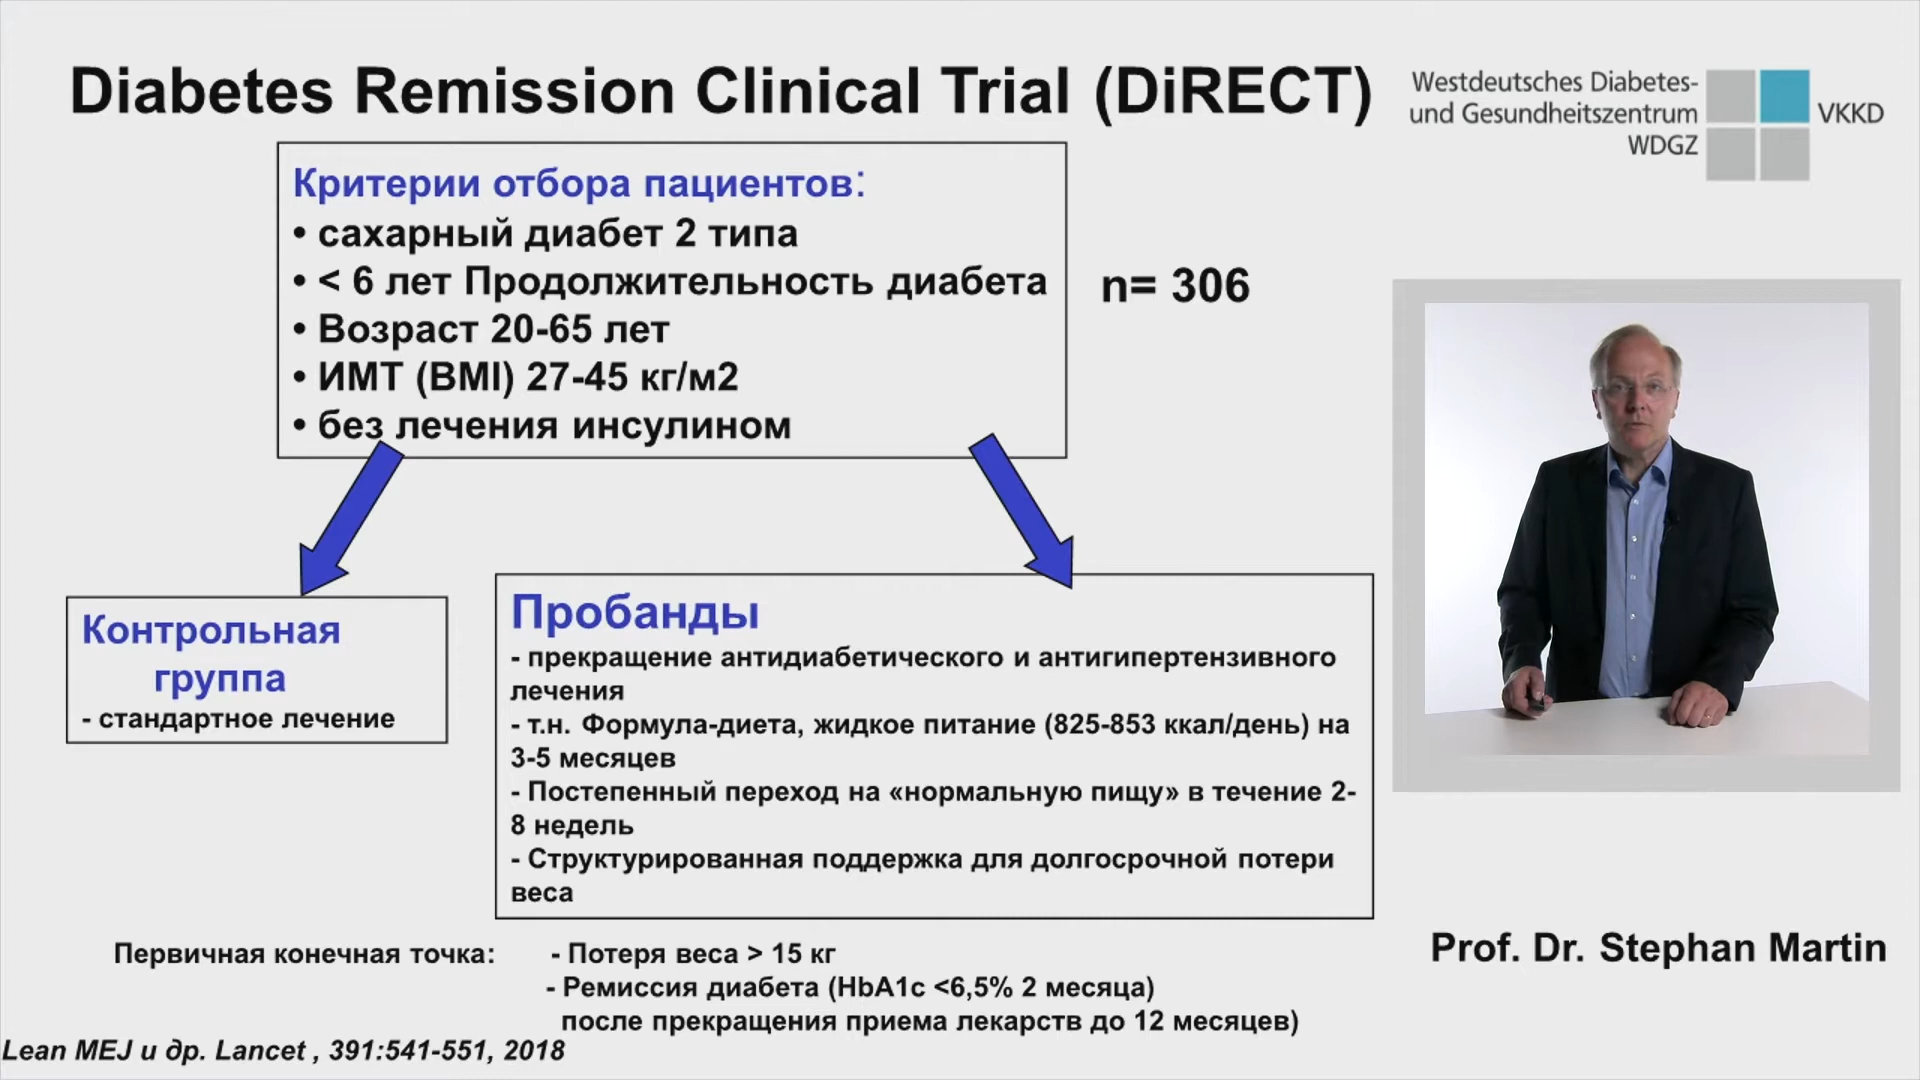 Diabetes Remission Clinical Trial (DiRECT)
Westdeutsches Diabetes-
und Gesundheitszentrum
WDGZ
VKKD
Критерии отбора пациентов:
• сахарный диабет 2 типа
• < 6 лет Продолжительность диабета
• Возраст 20-65 лет
• ИМТ (BMI) 27-45 кг/м2
• без лечения инсулином
n= 306
Контрольная
группа
- стандартное лечение
Пробанды
- прекращение антидиабетического и антигипертензивного
лечения
- т.н. Формула-диета, жидкое питание (825-853 ккал/день) на
3-5 месяцев
- Постепенный переход на «нормальную пищу» в течение 2-
8 недель
- Структурированная поддержка для долгосрочной потери
веса
Первичная конечная точка: - Потеря веса > 15 кг
- Ремиссия диабета (HbA1c <6,5% 2 месяца)
после прекращения приема лекарств до 12 месяцев)
Prof. Dr. Stephan Martin
Lean MEJ и др. Lancet , 391:541-551, 2018